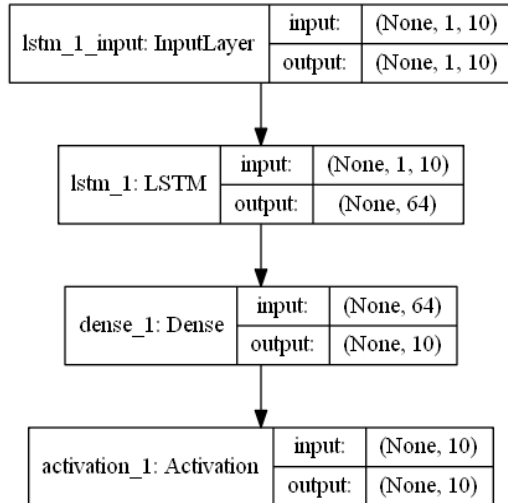 lstm_1_input: InputLayer
input: (None, 1, 10)
output: (None, 1, 10)
lstm_1: LSTM
input: (None, 1, 10)
output: (None, 64)
dense_1: Dense
input: (None, 64)
output: (None, 10)
activation_1: Activation
input: (None, 10)
output: (None, 10)